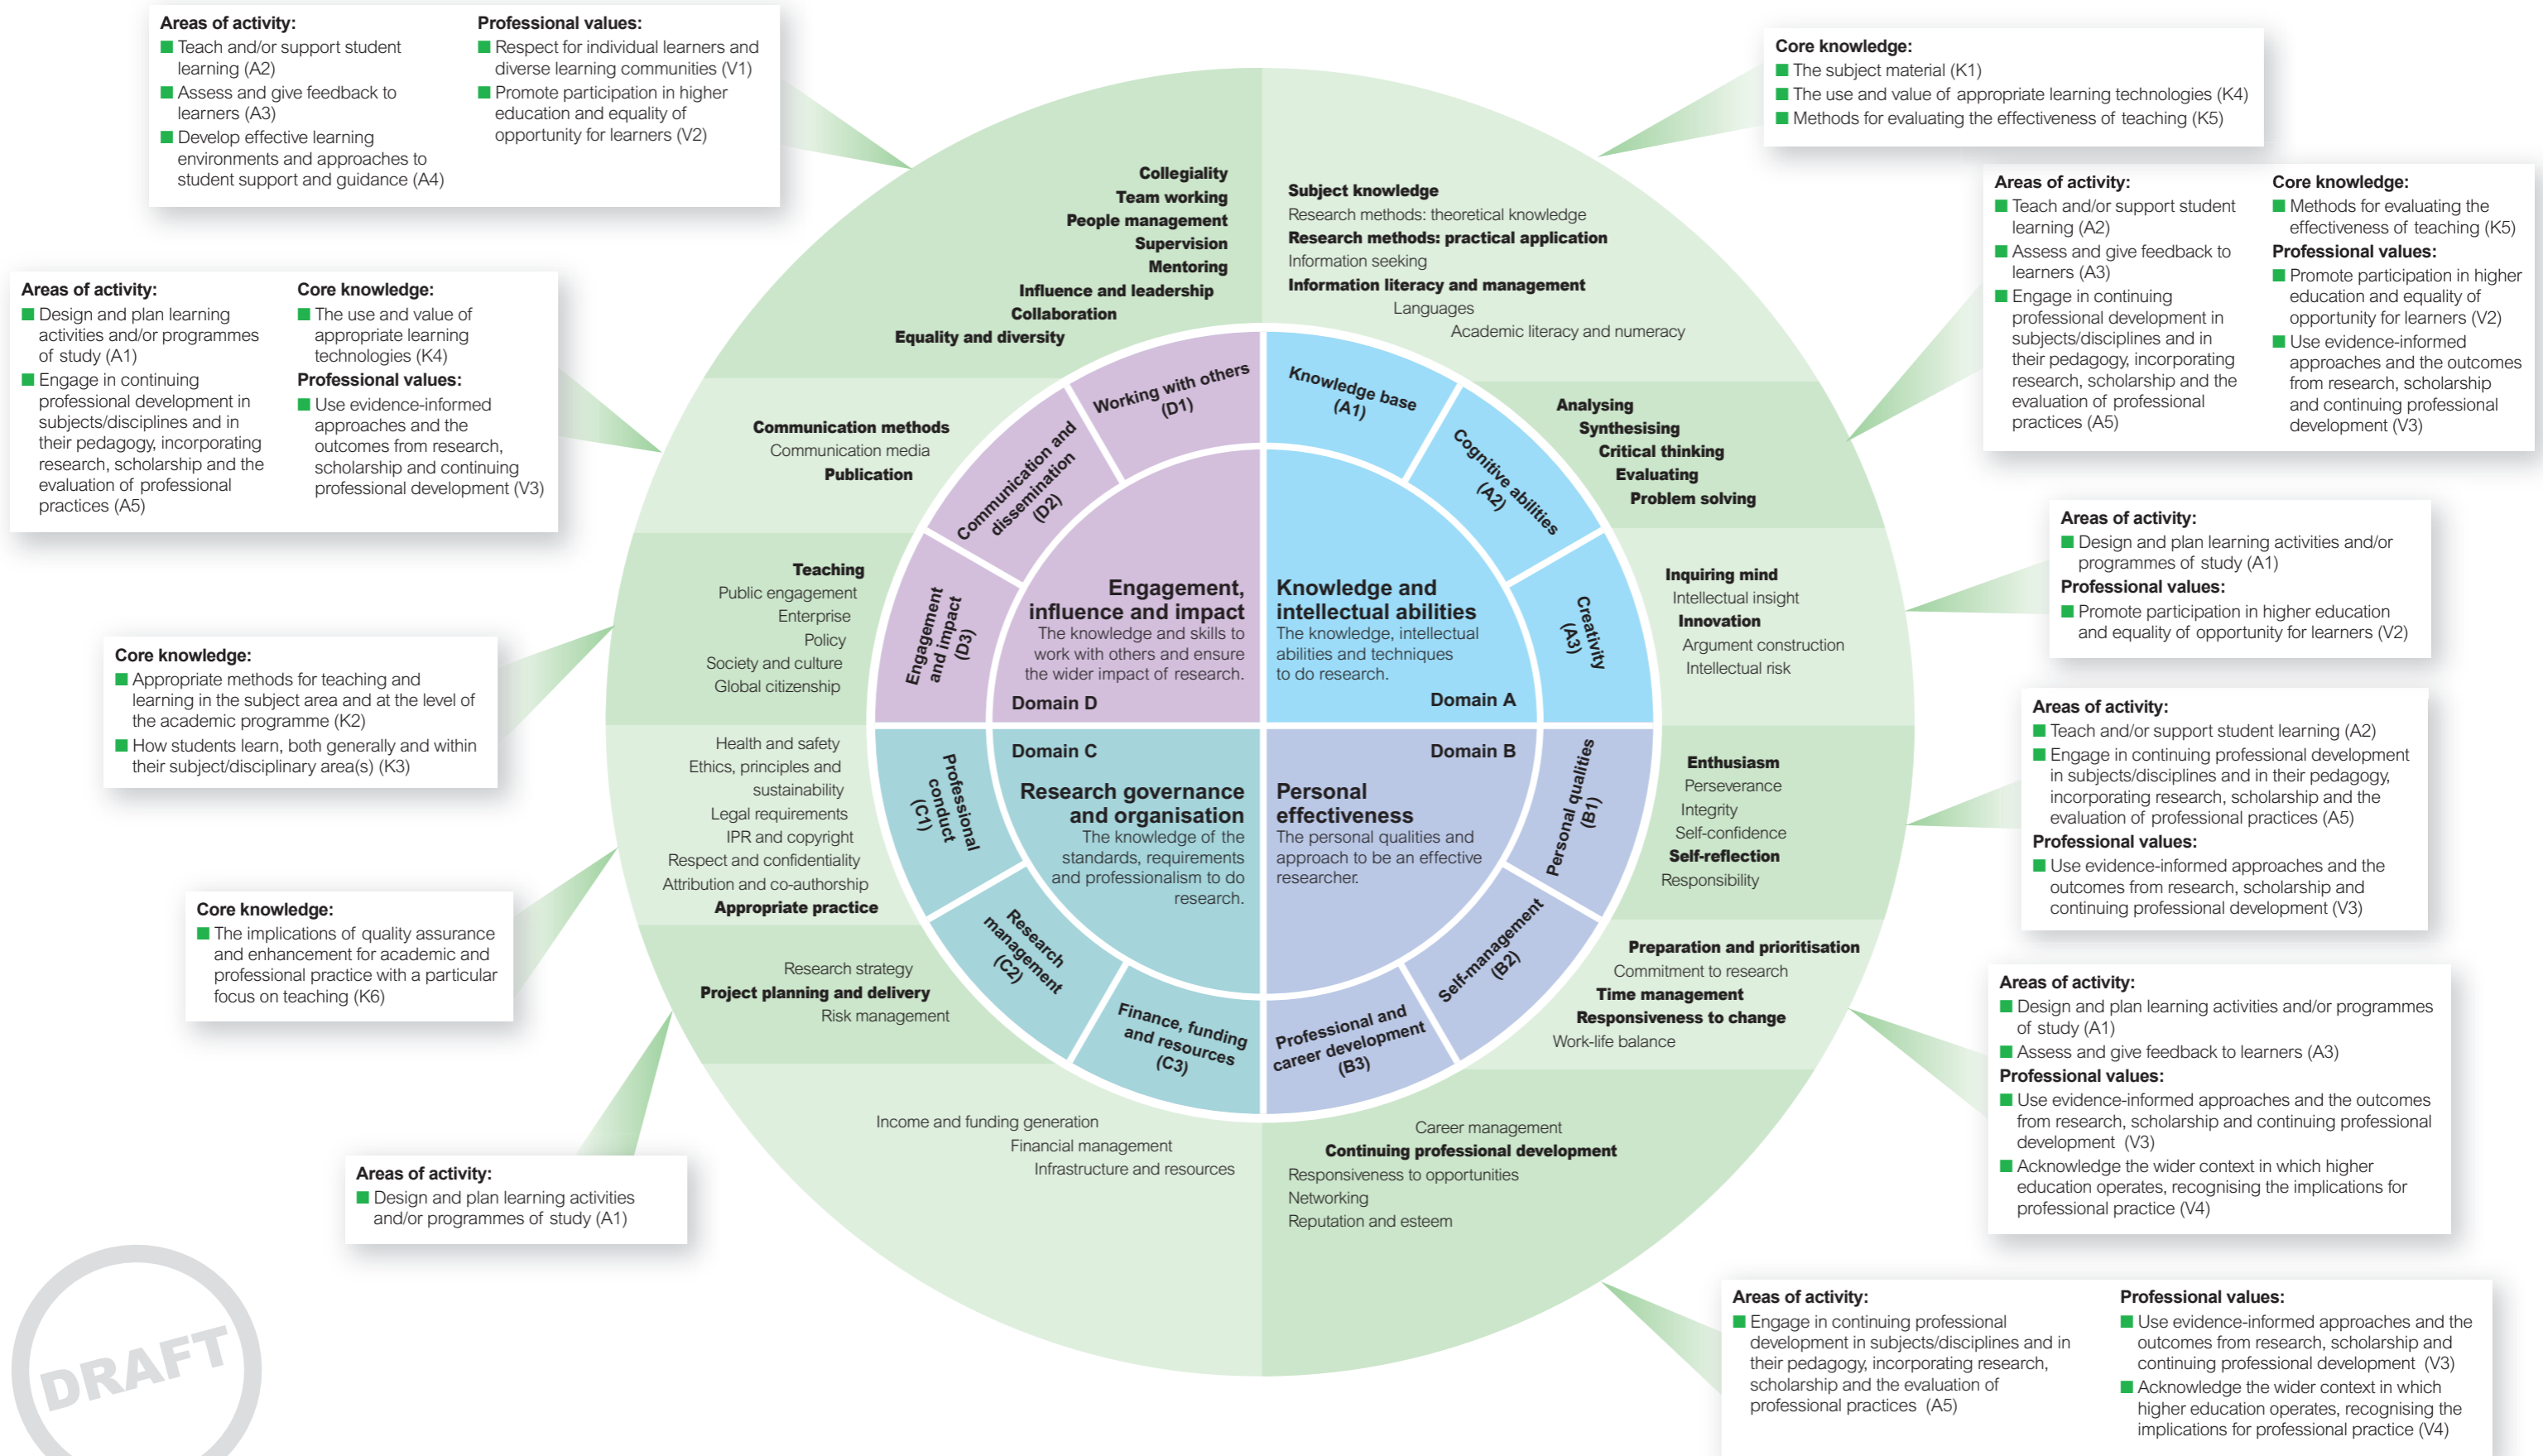 Areas of activity:
Teach and/or support student
learning (A2)
Assess and give feedback to
learners (A3)
Develop effective learning
environments and approaches to
student support and guidance (A4)
Professional values:
Respect for individual learners and
diverse learning communities (V1)
Promote participation in higher
education and equality of
opportunity for learners (V2)
Core knowledge:
The subject material (K1)
The use and value of appropriate learning technologies (K4)
Methods for evaluating the effectiveness of teaching (K5)
Areas of activity:
Teach and/or support student
learning (A2)
Assess and give feedback to
learners (A3)
Engage in continuing
professional development in
subjects/disciplines and in
their pedagogy, incorporating
research, scholarship and the
evaluation of professional
practices (A5)
Core knowledge:
Methods for evaluating the
effectiveness of teaching (K5)
Professional values:
Promote participation in higher
education and equality of
opportunity for learners (V2)
Use evidence-informed
approaches and the outcomes
from research, scholarship
and continuing professional
development (V3)
Areas of activity:
Design and plan learning
activities and/or programmes
of study (A1)
Engage in continuing
professional development in
subjects/disciplines and in
their pedagogy, incorporating
research, scholarship and the
evaluation of professional
practices (A5)
Core knowledge:
The use and value of
appropriate learning
technologies (K4)
Professional values:
Use evidence-informed
approaches and the
outcomes from research,
scholarship and continuing
professional development (V3)
Collegiality
Team working
People management
Supervision
Mentoring
Influence and leadership
Collaboration
Equality and diversity
Subject knowledge
Research methods: theoretical knowledge
Research methods: practical application
Information seeking
Information literacy and management
Languages
Academic literacy and numeracy
Communication methods
Communication media
Publication
Analysing
Synthesising
Critical thinking
Evaluating
Problem solving
Teaching
Public engagement
Enterprise
Policy
Society and culture
Global citizenship
Inquiring mind
Intellectual insight
Innovation
Argument construction
Intellectual risk
Working with others
(D1)
Knowledge base
(A1)
Communication and
dissemination
(D2)
Cognitive abilities
(A2)
Engagement
and impact
(D3)
Creativity
(A3)
Engagement,
influence and impact
The knowledge and skills to
work with others and ensure
the wider impact of research.
Domain D
Knowledge and
intellectual abilities
The knowledge, intellectual
abilities and techniques
to do research.
Domain A
Domain C
Research governance
and organisation
The knowledge of the
standards, requirements
and professionalism to do
research.
Domain B
Personal
effectiveness
The personal qualities and
approach to be an effective
researcher.
Professional
conduct
(C1)
Personal qualities
(B1)
Research
management
(C2)
Self-management
(B2)
Finance, funding
and resources
(C3)
Professional and
career development
(B3)
Health and safety
Ethics, principles and
sustainability
Legal requirements
IPR and copyright
Respect and confidentiality
Attribution and co-authorship
Appropriate practice
Enthusiasm
Perseverance
Integrity
Self-confidence
Self-reflection
Responsibility
Research strategy
Project planning and delivery
Risk management
Preparation and prioritisation
Commitment to research
Time management
Responsiveness to change
Work-life balance
Income and funding generation
Financial management
Infrastructure and resources
Career management
Continuing professional development
Responsiveness to opportunities
Networking
Reputation and esteem
Areas of activity:
Design and plan learning activities and/or
programmes of study (A1)
Professional values:
Promote participation in higher education
and equality of opportunity for learners (V2)
Core knowledge:
Appropriate methods for teaching and
learning in the subject area and at the level of
the academic programme (K2)
How students learn, both generally and within
their subject/disciplinary area(s) (K3)
Areas of activity:
Teach and/or support student learning (A2)
Engage in continuing professional development
in subjects/disciplines and in their pedagogy,
incorporating research, scholarship and the
evaluation of professional practices (A5)
Professional values:
Use evidence-informed approaches and the
outcomes from research, scholarship and
continuing professional development (V3)
Core knowledge:
The implications of quality assurance
and enhancement for academic and
professional practice with a particular
focus on teaching (K6)
Areas of activity:
Design and plan learning activities and/or programmes
of study (A1)
Assess and give feedback to learners (A3)
Professional values:
Use evidence-informed approaches and the outcomes
from research, scholarship and continuing professional
development (V3)
Acknowledge the wider context in which higher
education operates, recognising the implications for
professional practice (V4)
Areas of activity:
Design and plan learning activities
and/or programmes of study (A1)
Areas of activity:
Engage in continuing professional
development in subjects/disciplines and in
their pedagogy, incorporating research,
scholarship and the evaluation of
professional practices (A5)
Professional values:
Use evidence-informed approaches and the
outcomes from research, scholarship and
continuing professional development (V3)
Acknowledge the wider context in which
higher education operates, recognising the
implications for professional practice (V4)
DRAFT